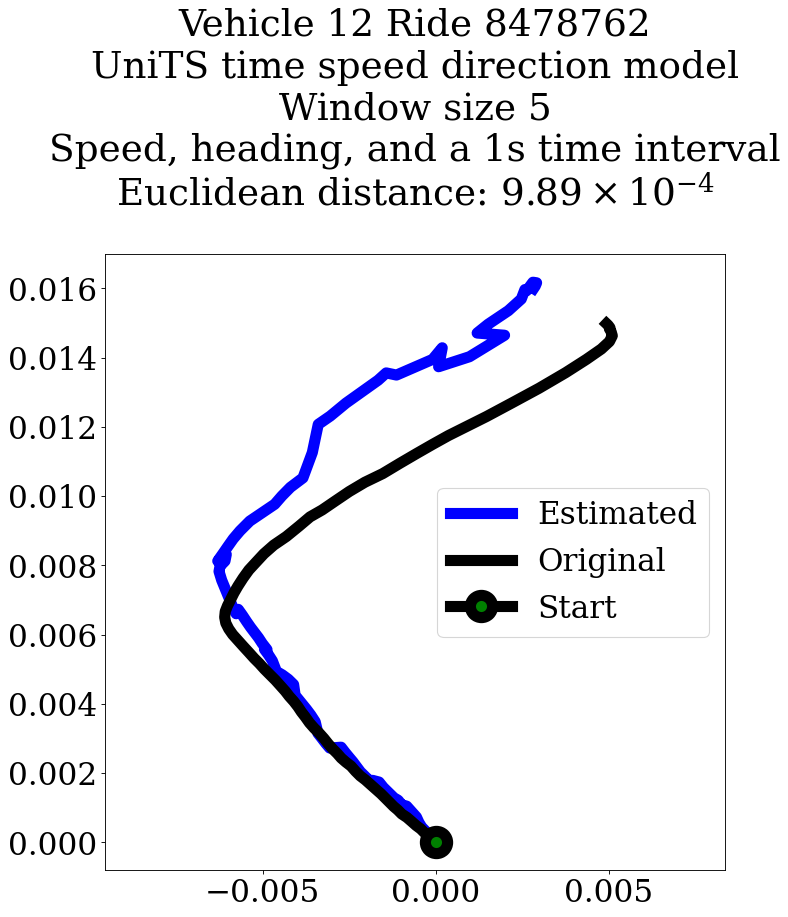 Vehicle 12 Ride 8478762
UniTS time speed direction model
Window size 5
Speed, heading, and a 1s time interval
Euclidean distance: 9.89 × 10⁻⁴
0.016
0.014
0.012
0.010
0.008
0.006
0.004
0.002
0.000
Estimated
Original
Start
−0.005 0.000 0.005